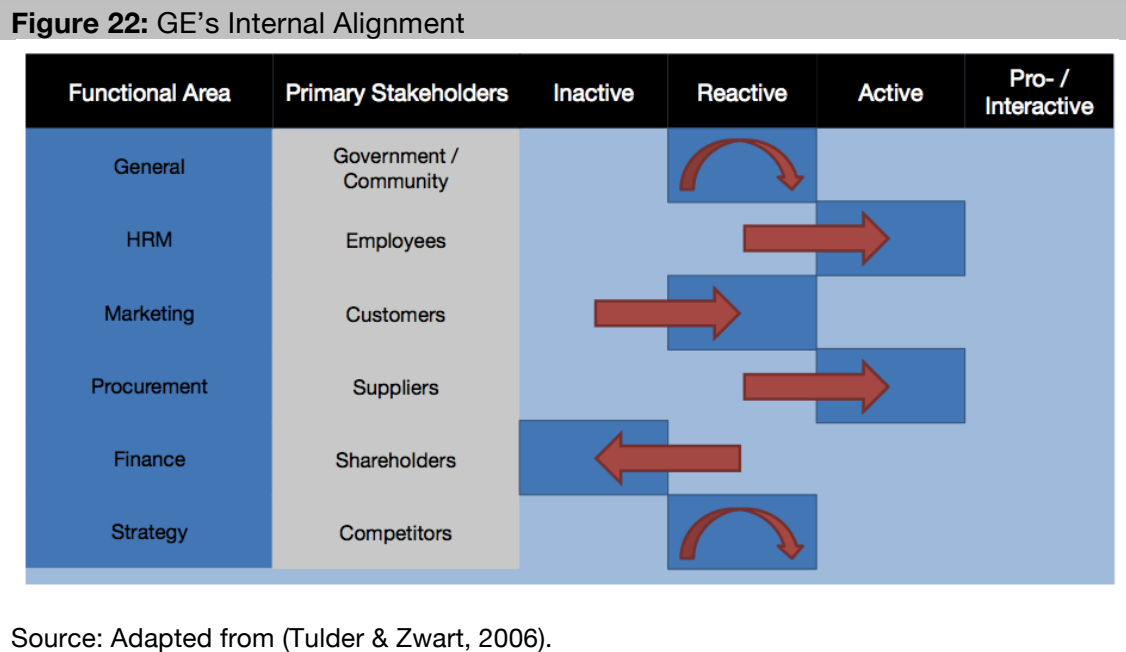 Figure 22: GE's Internal Alignment
Functional Area Primary Stakeholders Inactive Reactive Active Pro- /
Interactive
General Government /
Community
HRM Employees
Marketing Customers
Procurement Suppliers
Finance Shareholders
Strategy Competitors
Source: Adapted from (Tulder & Zwart, 2006).